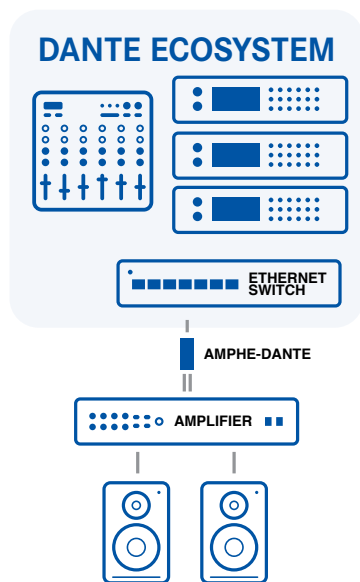 DANTE ECOSYSTEM
ETHERNET
SWITCH
AMPHE-DANTE
AMPLIFIER